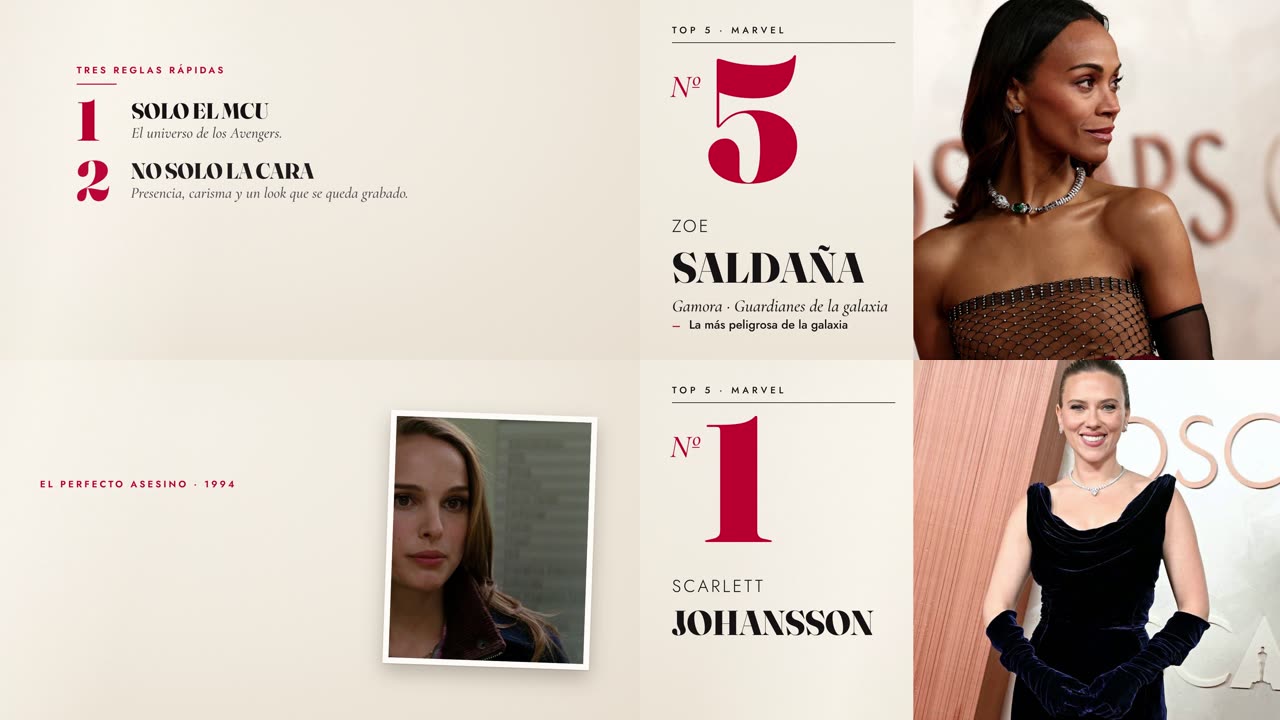 TRES REGLAS RÁPIDAS
1 SOLO EL MCU
El universo de los Avengers.
2 NO SOLO LA CARA
Presencia, carisma y un look que se queda grabado.
TOP 5 · MARVEL
Nº 5
ZOE
SALDAÑA
Gamora · Guardianes de la galaxia
– La más peligrosa de la galaxia
EL PERFECTO ASESINO · 1994
TOP 5 · MARVEL
Nº 1
SCARLETT
JOHANSSON
OSC
CA